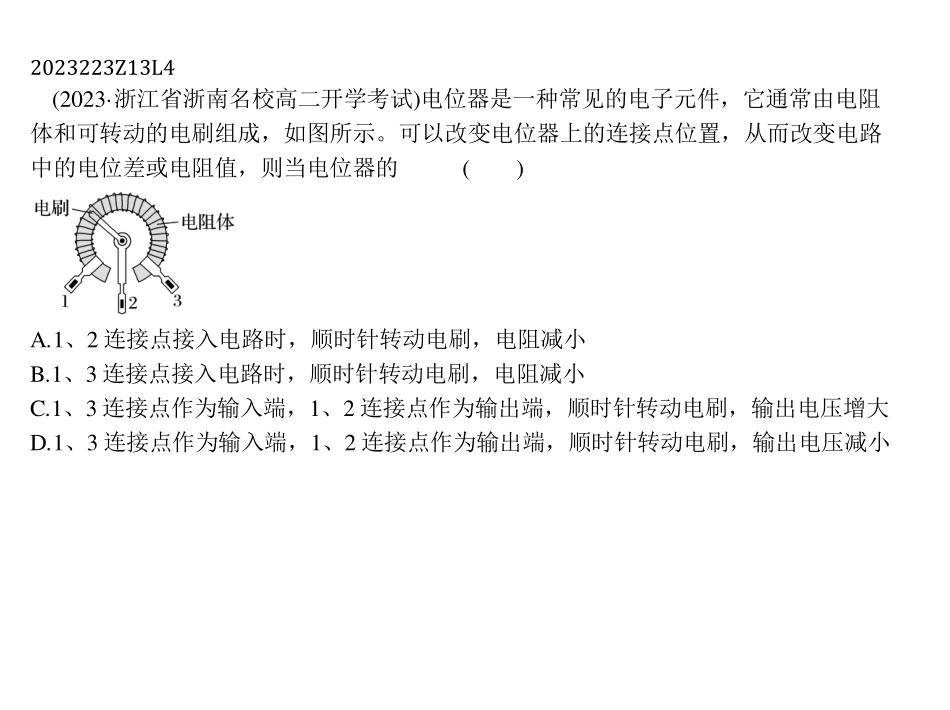 2023223Z13L4
(2023·浙江省浙南名校高二开学考试)电位器是一种常见的电子元件，它通常由电阻
体和可转动的电刷组成，如图所示。可以改变电位器上的连接点位置，从而改变电路
中的电位差或电阻值，则当电位器的 (  )
电刷
电阻体
1
2
3
A.1、2 连接点接入电路时，顺时针转动电刷，电阻减小
B.1、3 连接点接入电路时，顺时针转动电刷，电阻减小
C.1、3 连接点作为输入端，1、2 连接点作为输出端，顺时针转动电刷，输出电压增大
D.1、3 连接点作为输入端，1、2 连接点作为输出端，顺时针转动电刷，输出电压减小